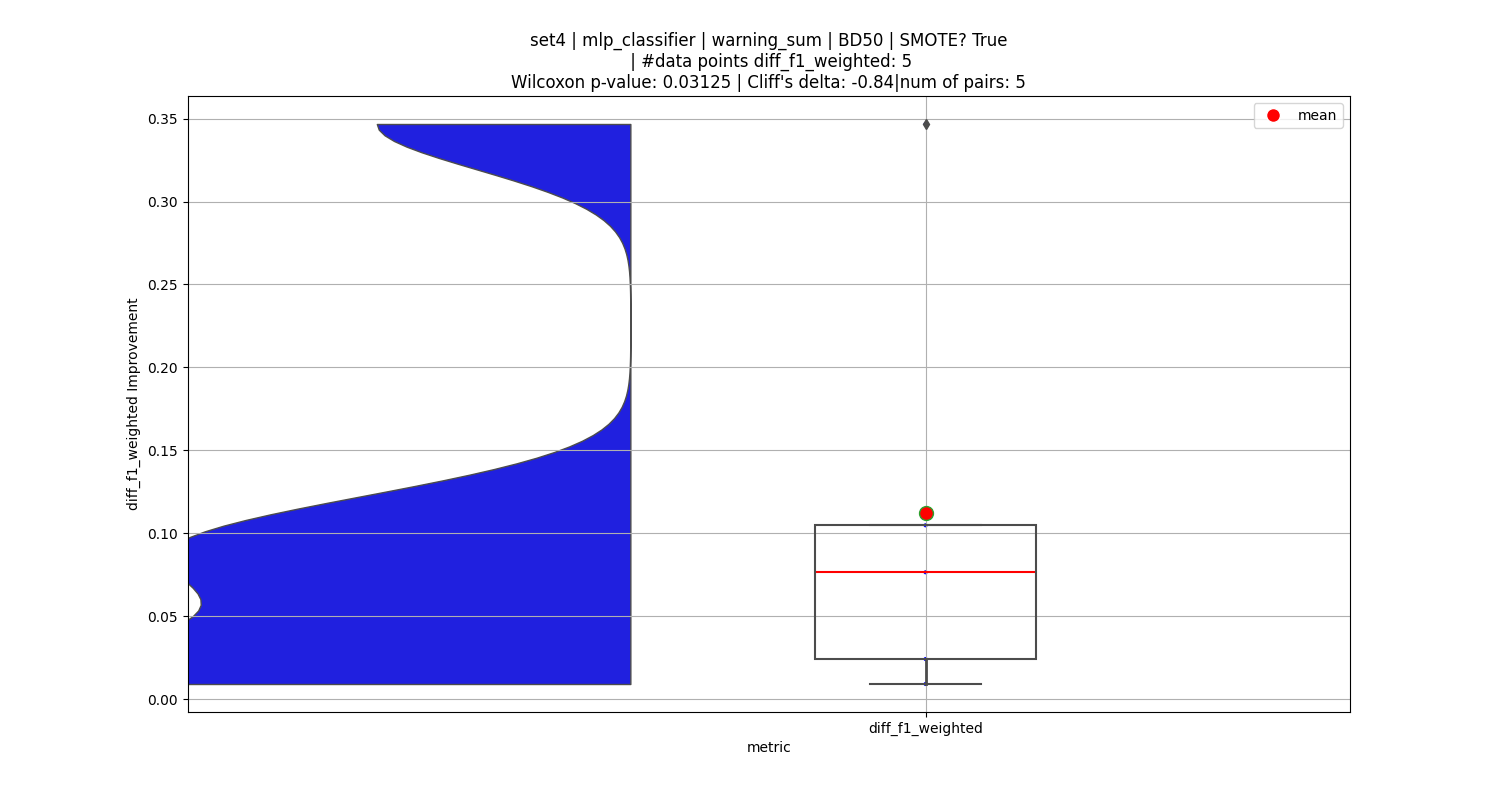 set4 | mlp_classifier | warning_sum | BD50 | SMOTE? True
| #data points diff_f1_weighted: 5
Wilcoxon p-value: 0.03125 | Cliff's delta: -0.84|num of pairs: 5
mean
0.35
0.30
0.25
0.20
0.15
0.10
0.05
0.00
diff_f1_weighted Improvement
diff_f1_weighted
metric